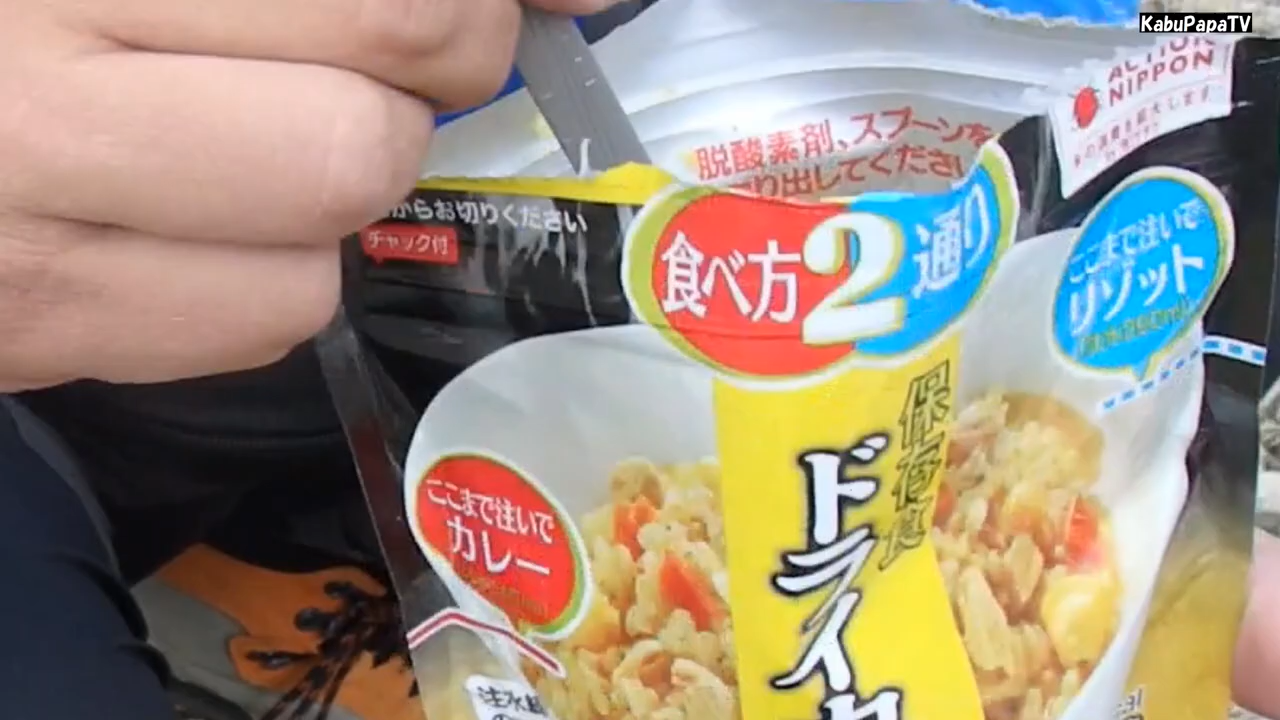 KabuPapaTV
ACTION
NIPPON
脱酸素剤、スプーンを
り出してください
からお切りください
チャック付
食べ方2通り
ここまで注いで
リゾット
保存食
ドライカ
ここまで注いで
カレー